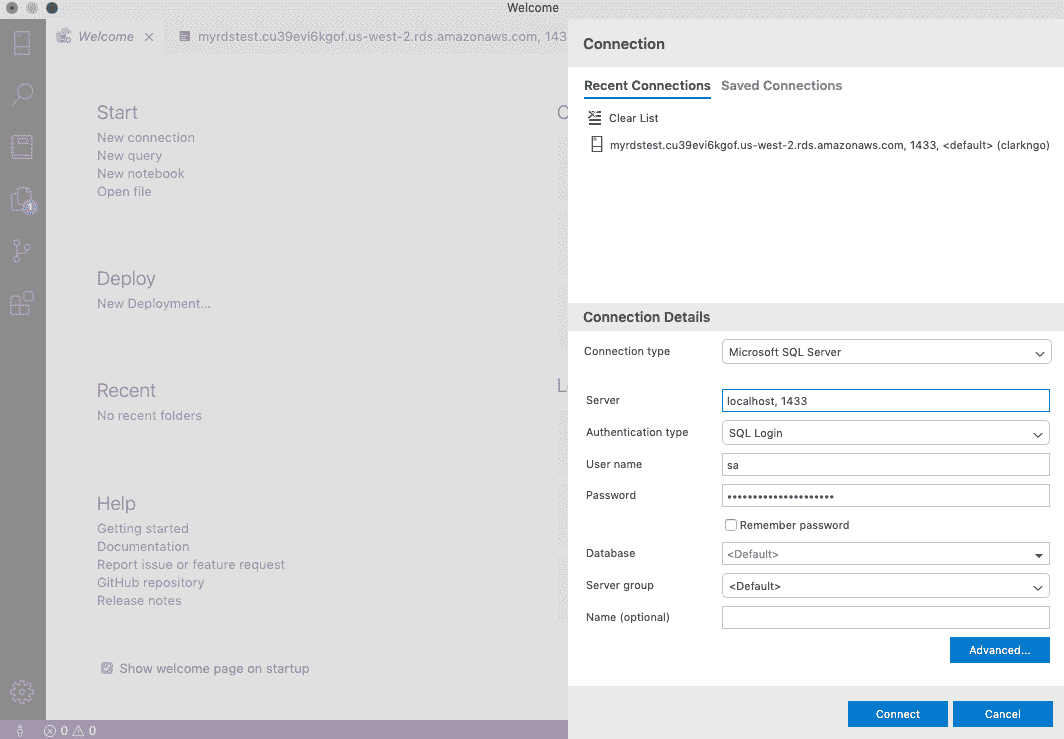 Welcome
Welcome
myrdstest.cu39evi6kgof.us-west-2.rds.amazonaws.com, 143
Start
New connection
New query
New notebook
Open file
Deploy
New Deployment...
Recent
No recent folders
Help
Getting started
Documentation
Report issue or feature request
GitHub repository
Release notes
Show welcome page on startup
1
0 0
Connection
Recent Connections Saved Connections
Clear List
myrdstest.cu39evi6kgof.us-west-2.rds.amazonaws.com, 1433, <default> (clarkngo)
Connection Details
Connection type Microsoft SQL Server
Server localhost, 1433
Authentication type SQL Login
User name sa
Password •••••••••••••••••••••
Remember password
Database <Default>
Server group <Default>
Name (optional)
Advanced...
Connect Cancel